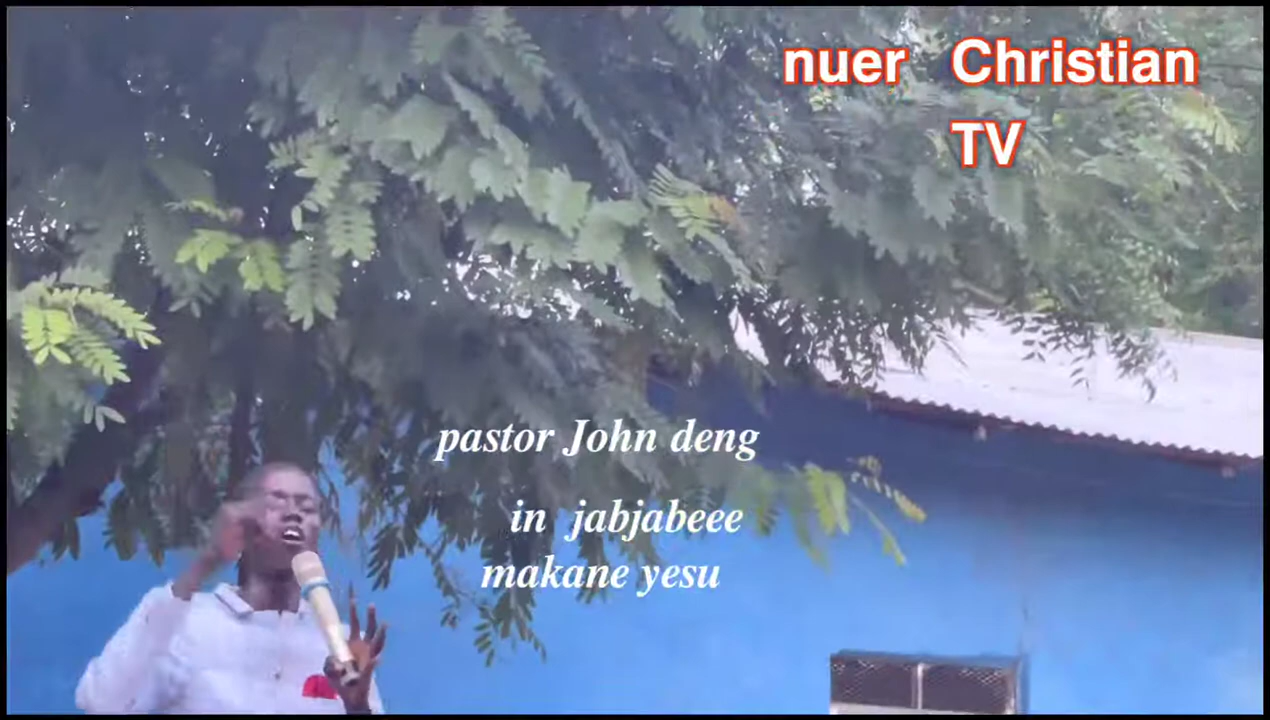 nuer Christian
TV
pastor John deng
in jabjabeee
makane yesu